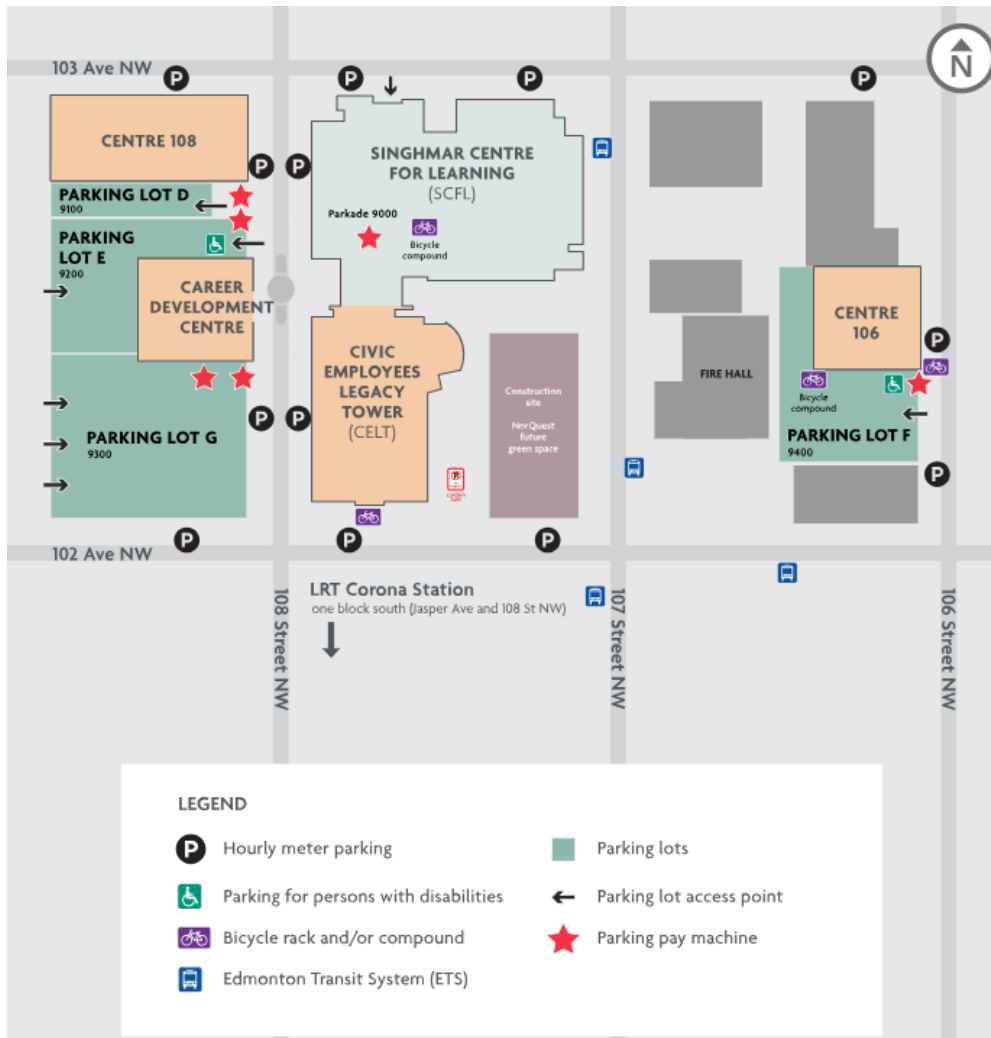 103 Ave NW
P
P
P
P
N
CENTRE 108
SINGHMAR CENTRE
FOR LEARNING
(SCFL)
P
P
PARKING LOT D
9100
Parkade 9000
Bicycle
compound
PARKING
LOT E
9200
CAREER
DEVELOPMENT
CENTRE
CENTRE
106
P
CIVIC
EMPLOYEES
LEGACY
TOWER
(CELT)
FIRE HALL
Construction
site
NorQuest
future
green space
Bicycle
compound
P
P
PARKING LOT G
9300
PARKING LOT F
9400
P
P
P
P
102 Ave NW
LRT Corona Station
one block south (Jasper Ave and 108 St NW)
108 Street NW
107 Street NW
106 Street NW
LEGEND
P Hourly meter parking
Parking lots
Parking for persons with disabilities
Parking lot access point
Bicycle rack and/or compound
Parking pay machine
Edmonton Transit System (ETS)